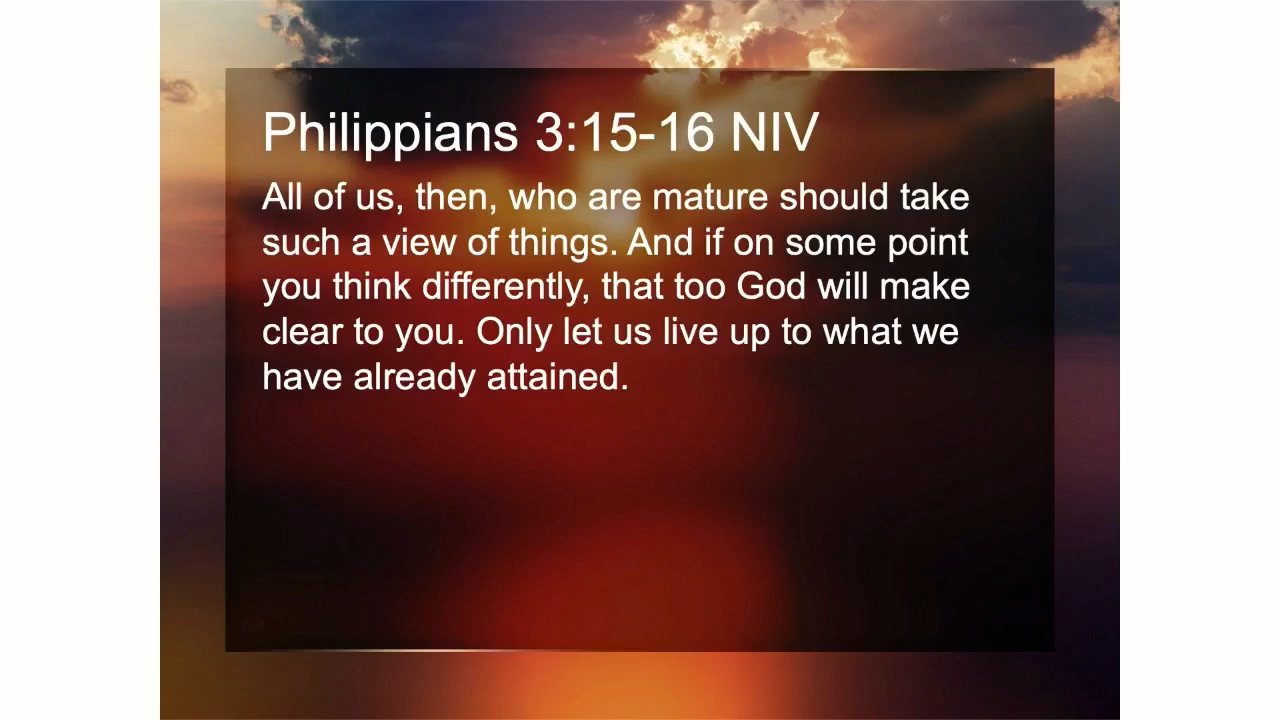 Philippians 3:15-16 NIV
All of us, then, who are mature should take
such a view of things. And if on some point
you think differently, that too God will make
clear to you. Only let us live up to what we
have already attained.